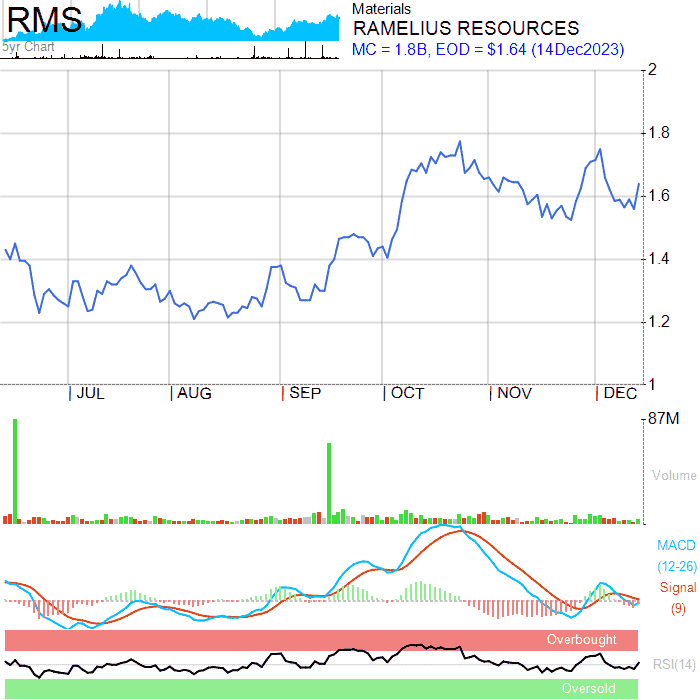 RMS
5yr Chart
Materials
RAMELIUS RESOURCES
MC = 1.8B, EOD = $1.64 (14Dec2023)
2
1.8
1.6
1.4
1.2
1
JUL AUG SEP OCT NOV DEC
87M
Volume
MACD
(12-26)
Signal
(9)
Overbought
RSI(14)
Oversold